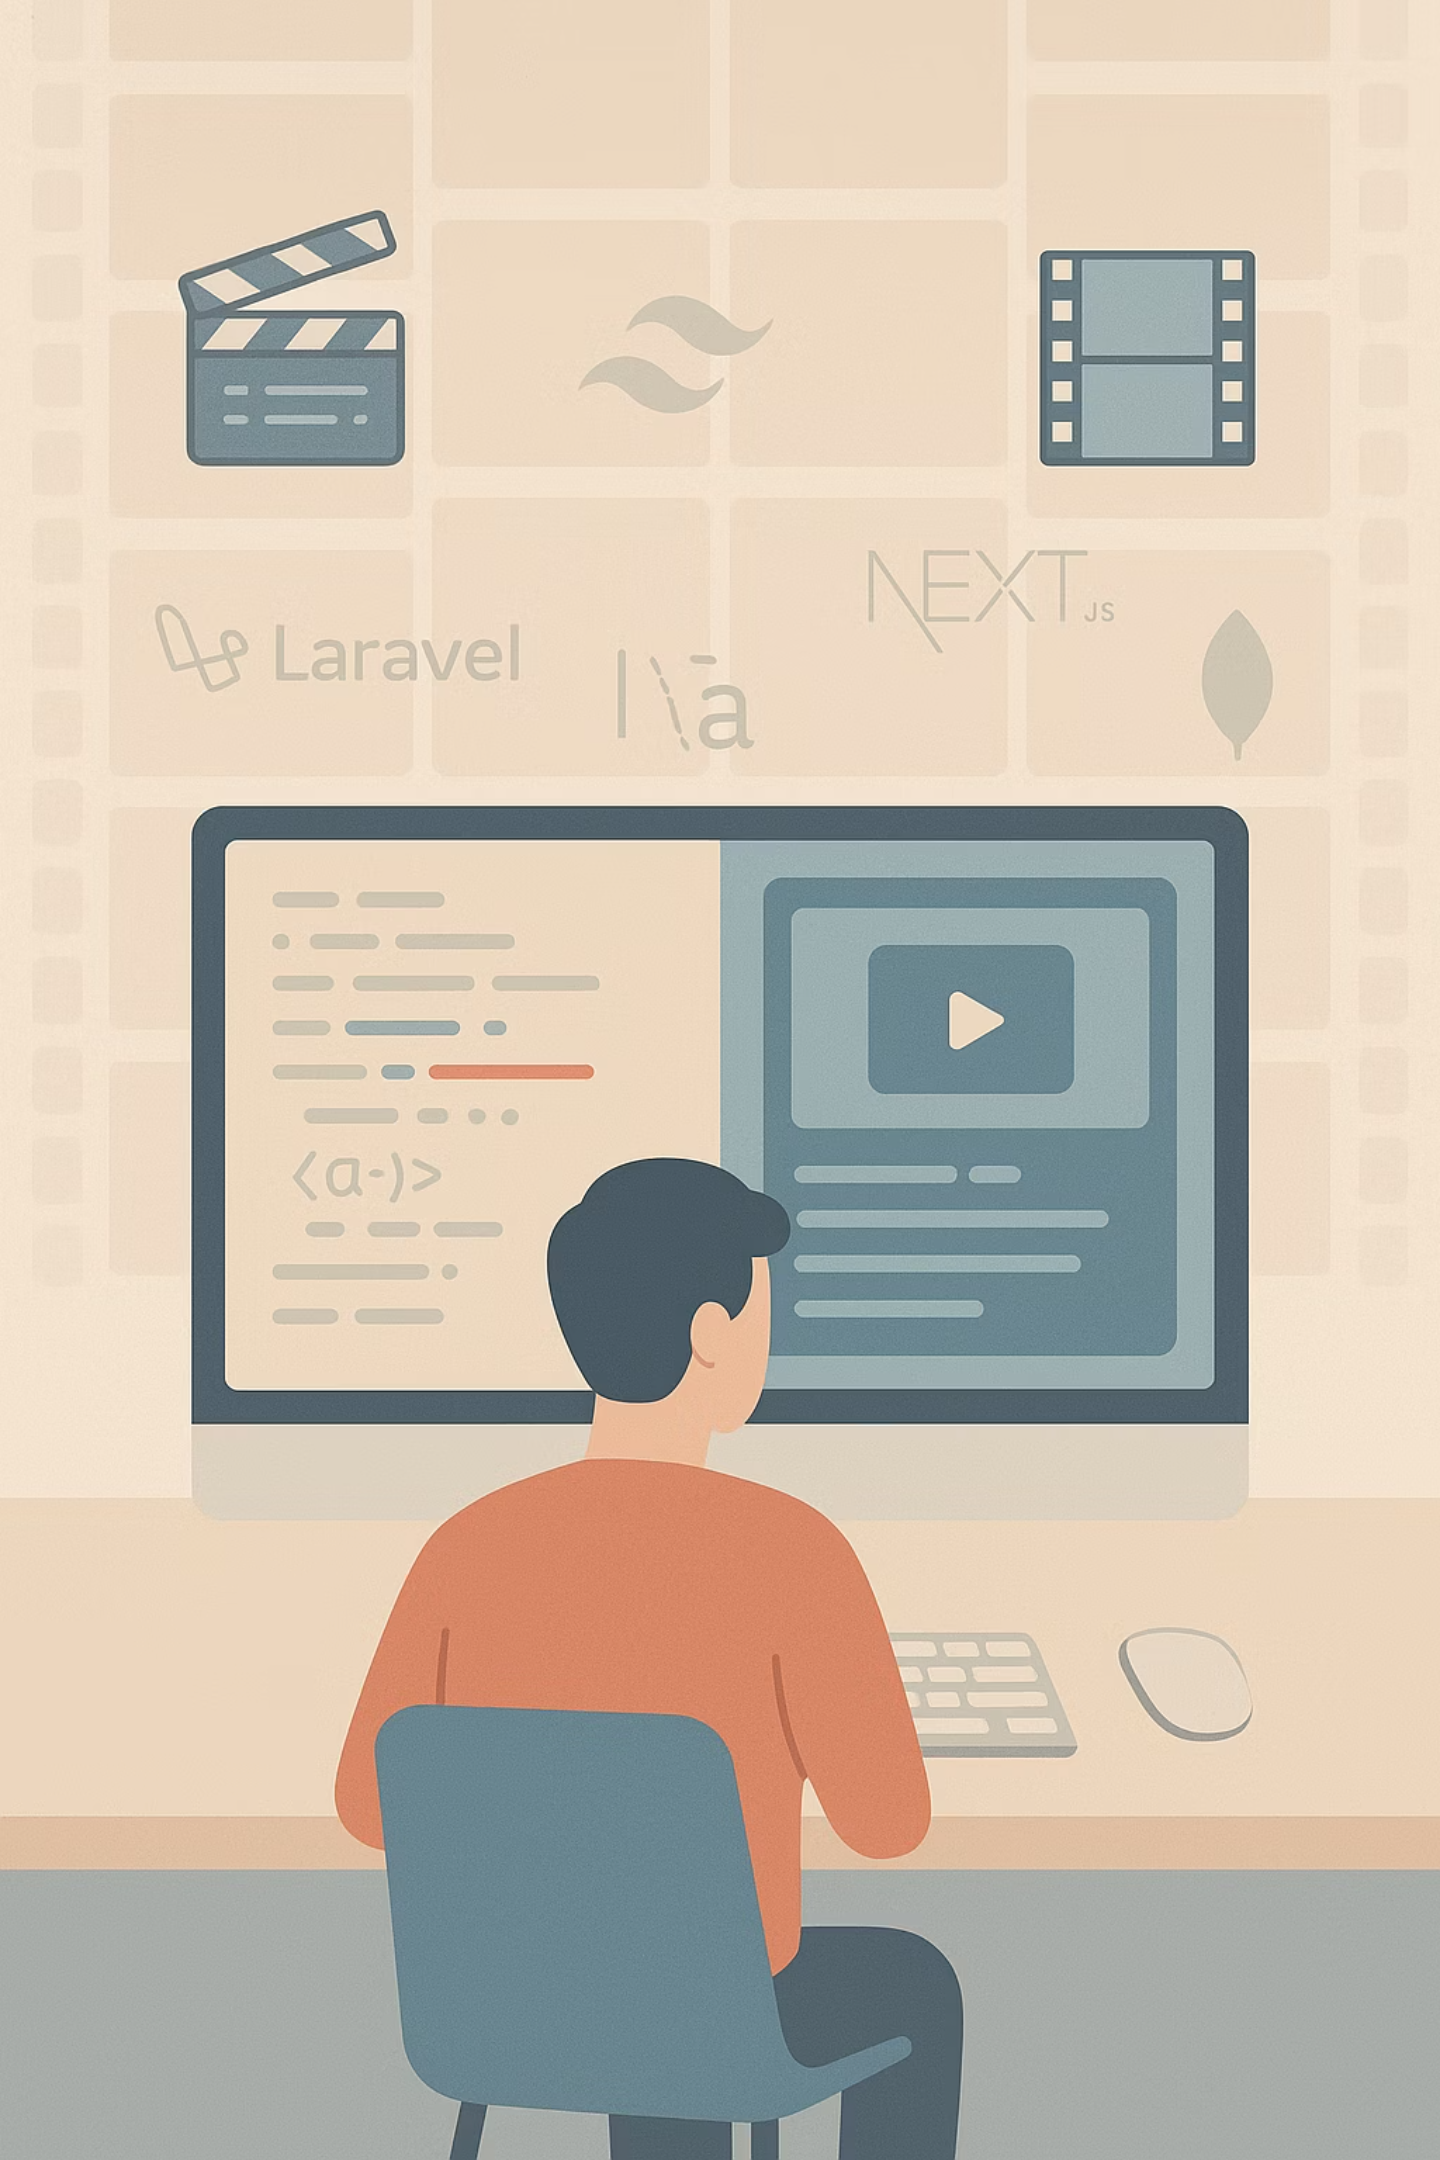 NEXT.JS
Laravel
a
<a-)>